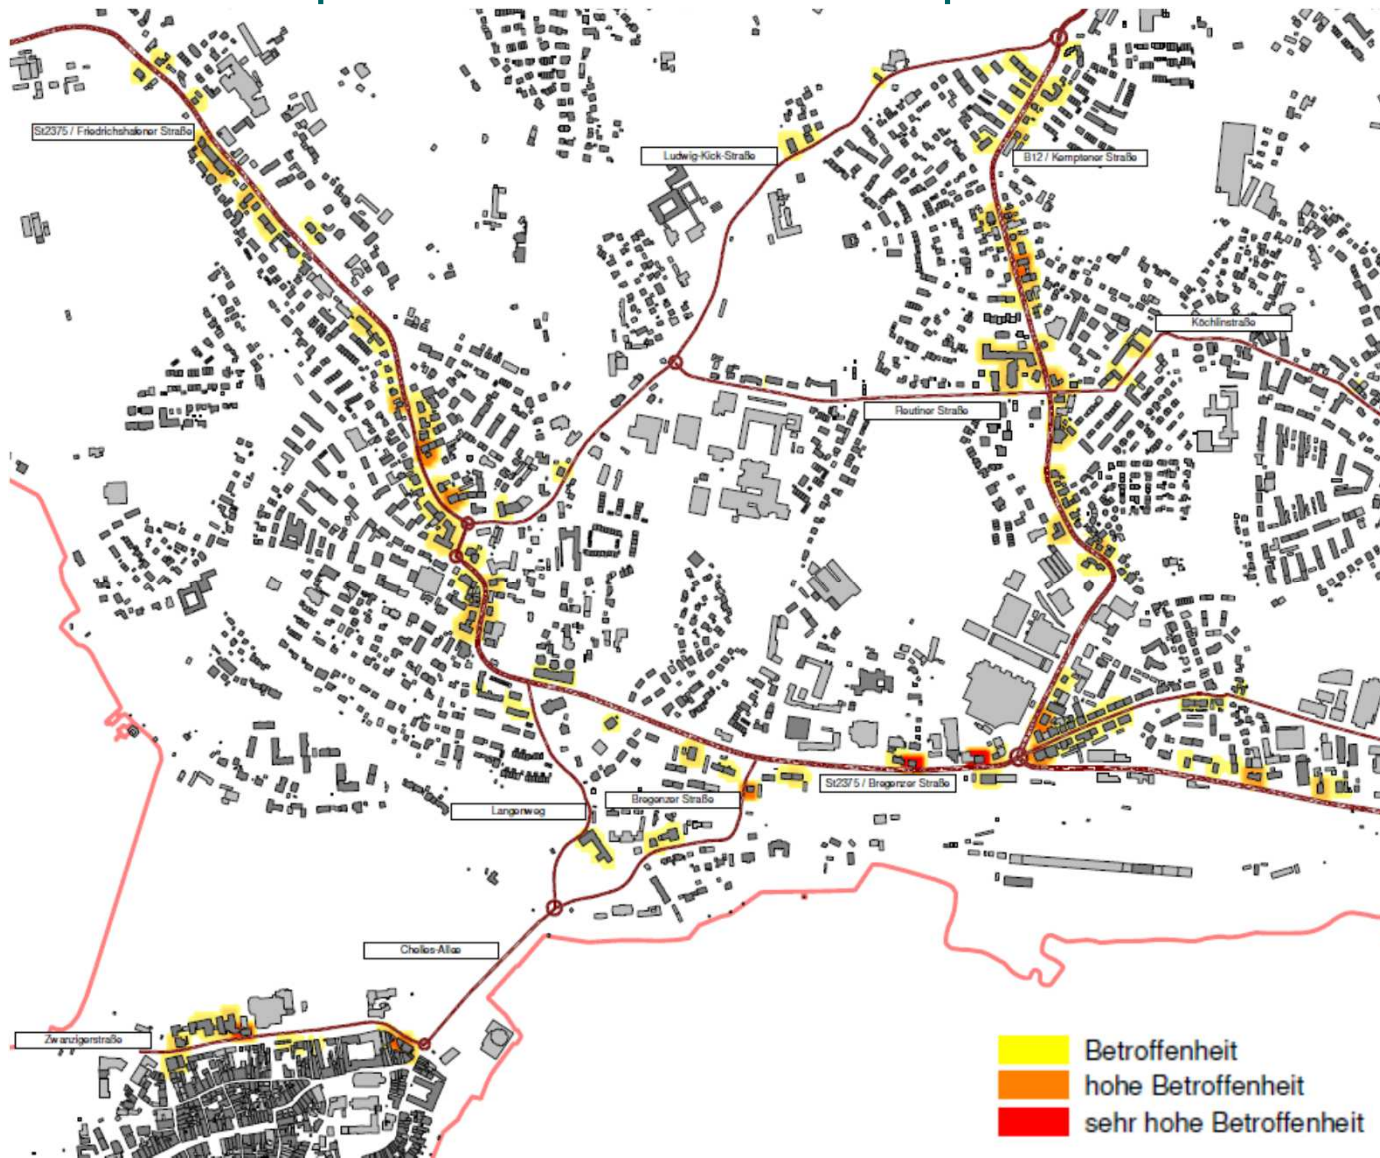 St2375 / Friedrichshafener Straße
Ludwig-Kick-Straße
B12 / Kemptener Straße
Köchlinstraße
Reutiner Straße
St2375 / Bregenzer Straße
Bregenzer Straße
Langenweg
Chelles-Allee
Zwanzigerstraße
Betroffenheit
hohe Betroffenheit
sehr hohe Betroffenheit